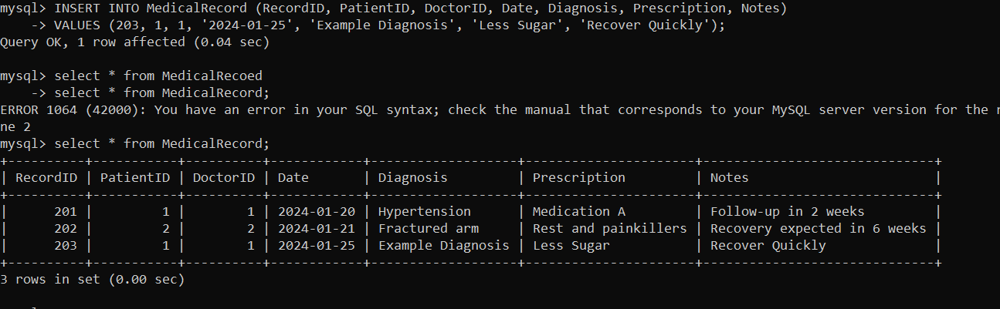 mysql> INSERT INTO MedicalRecord (RecordID, PatientID, DoctorID, Date, Diagnosis, Prescription, Notes)
    -> VALUES (203, 1, 1, '2024-01-25', 'Example Diagnosis', 'Less Sugar', 'Recover Quickly');
Query OK, 1 row affected (0.04 sec)

mysql> select * from MedicalRecoed
    -> select * from MedicalRecord;
ERROR 1064 (42000): You have an error in your SQL syntax; check the manual that corresponds to your MySQL server version for the r
ne 2
mysql> select * from MedicalRecord;
+----------+-----------+----------+------------+-------------------+----------------------+------------------------------+
| RecordID | PatientID | DoctorID | Date       | Diagnosis         | Prescription         | Notes                        |
+----------+-----------+----------+------------+-------------------+----------------------+------------------------------+
|      201 |         1 |        1 | 2024-01-20 | Hypertension      | Medication A         | Follow-up in 2 weeks         |
|      202 |         2 |        2 | 2024-01-21 | Fractured arm     | Rest and painkillers | Recovery expected in 6 weeks |
|      203 |         1 |        1 | 2024-01-25 | Example Diagnosis | Less Sugar           | Recover Quickly              |
+----------+-----------+----------+------------+-------------------+----------------------+------------------------------+
3 rows in set (0.00 sec)